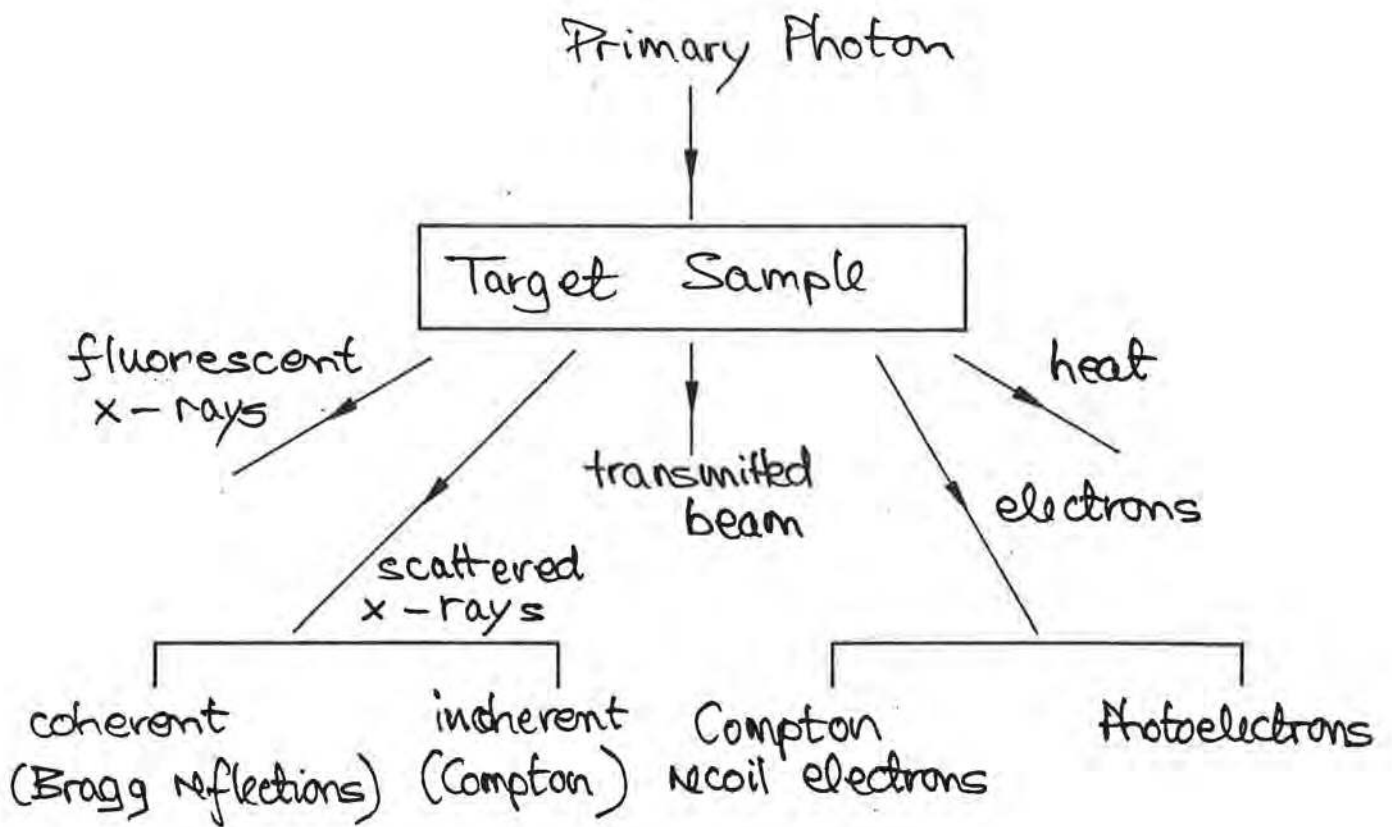 Primary Photon
Target Sample
fluorescent
x-rays
heat
transmitted
beam
electrons
scattered
x-rays
coherent
(Bragg reflections)
incoherent
(Compton)
Compton
recoil electrons
Photoelectrons